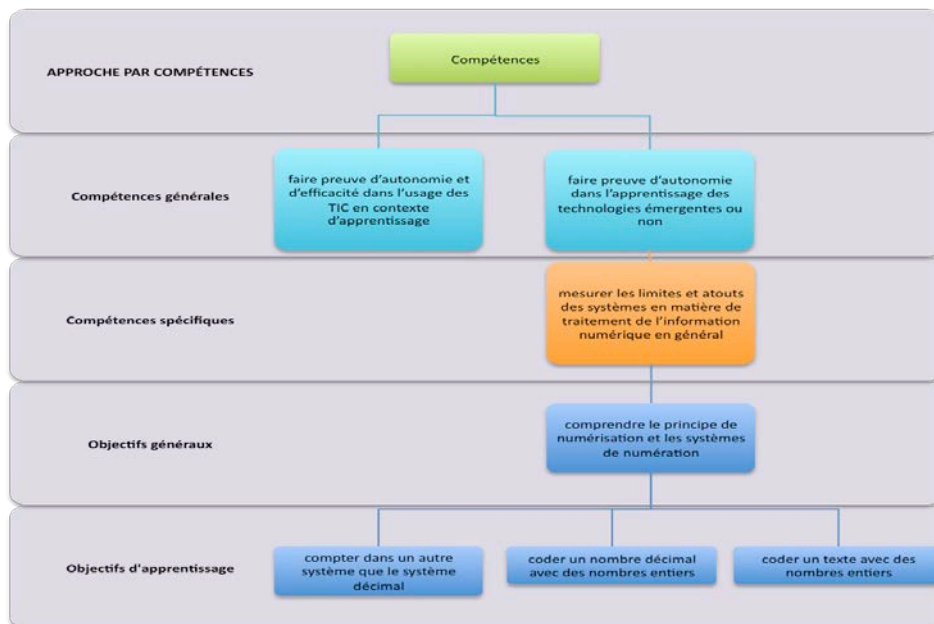 APPROCHE PAR COMPÉTENCES
Compétences
Compétences générales
faire preuve d'autonomie et
d'efficacité dans l'usage des
TIC en contexte
d'apprentissage
faire preuve d'autonomie
dans l'apprentissage des
technologies émergentes ou
non
Compétences spécifiques
mesurer les limites et atouts
des systèmes en matière de
traitement de l'information
numérique en général
Objectifs généraux
comprendre le principe de
numérisation et les systèmes
de numération
Objectifs d'apprentissage
compter dans un autre
système que le système
décimal
coder un nombre décimal
avec des nombres entiers
coder un texte avec des
nombres entiers